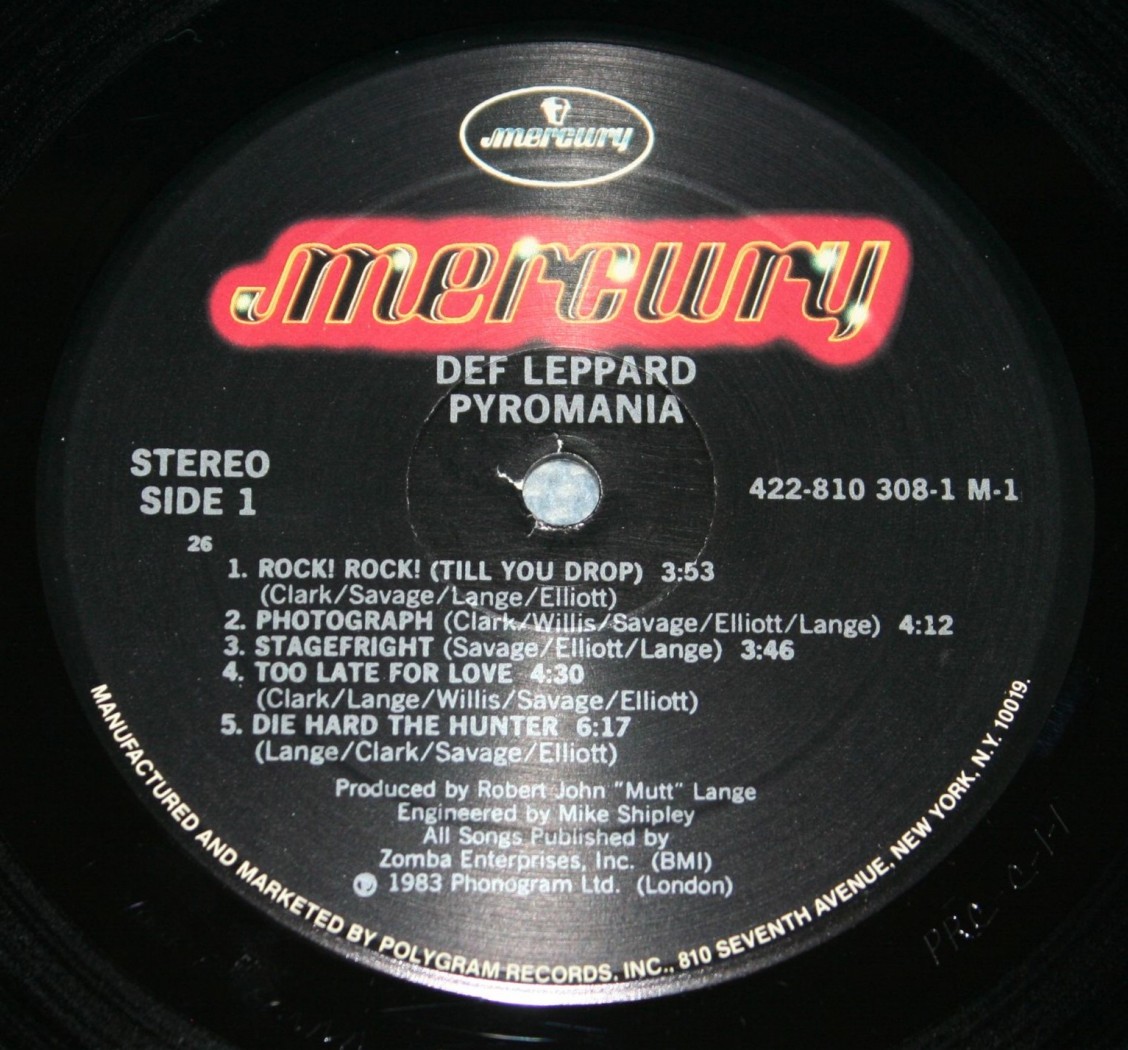 mercury
mercury
DEF LEPPARD
PYROMANIA
STEREO
SIDE 1
422-810 308-1 M-1
26
1. ROCK! ROCK! (TILL YOU DROP) 3:53
(Clark/Savage/Lange/Elliott)
2. PHOTOGRAPH (Clark/Willis/Savage/Elliott/Lange) 4:12
3. STAGEFRIGHT (Savage/Elliott/Lange) 3:46
4. TOO LATE FOR LOVE 4:30
(Clark/Lange/Willis/Savage/Elliott)
5. DIE HARD THE HUNTER 6:17
(Lange/Clark/Savage/Elliott)
Produced by Robert John "Mutt" Lange
Engineered by Mike Shipley
All Songs Published by
Zomba Enterprises, Inc. (BMI)
℗ 1983 Phonogram Ltd. (London)
MANUFACTURED AND MARKETED BY POLYGRAM RECORDS, INC., 810 SEVENTH AVENUE, NEW YORK, N.Y. 10019.